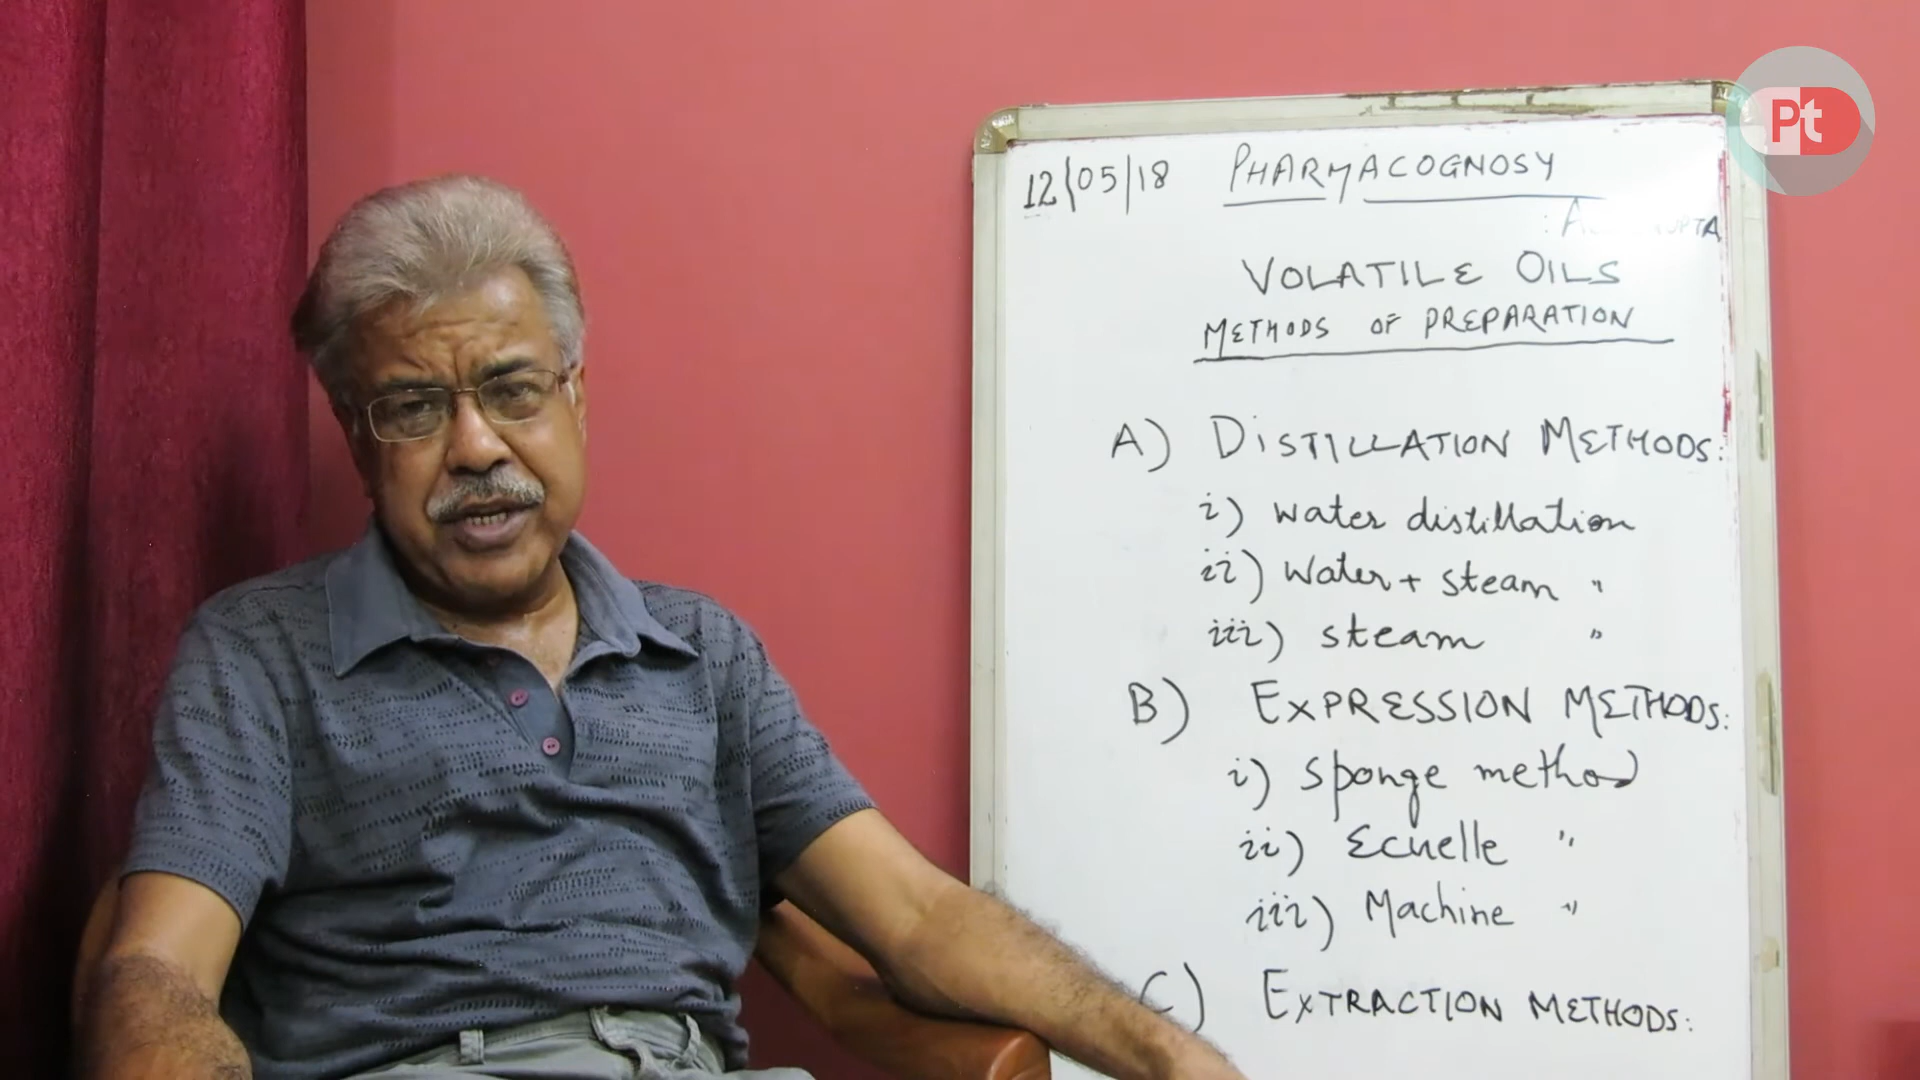 Pt
12/05/18 PHARMACOGNOSY
VOLATILE OILS
METHODS OF PREPARATION
A) DISTILLATION METHODS:
i) water distillation
ii) Water + steam "
iii) steam "
B) EXPRESSION METHODS:
i) Sponge method
ii) Ecuelle "
iii) Machine "
C) EXTRACTION METHODS: